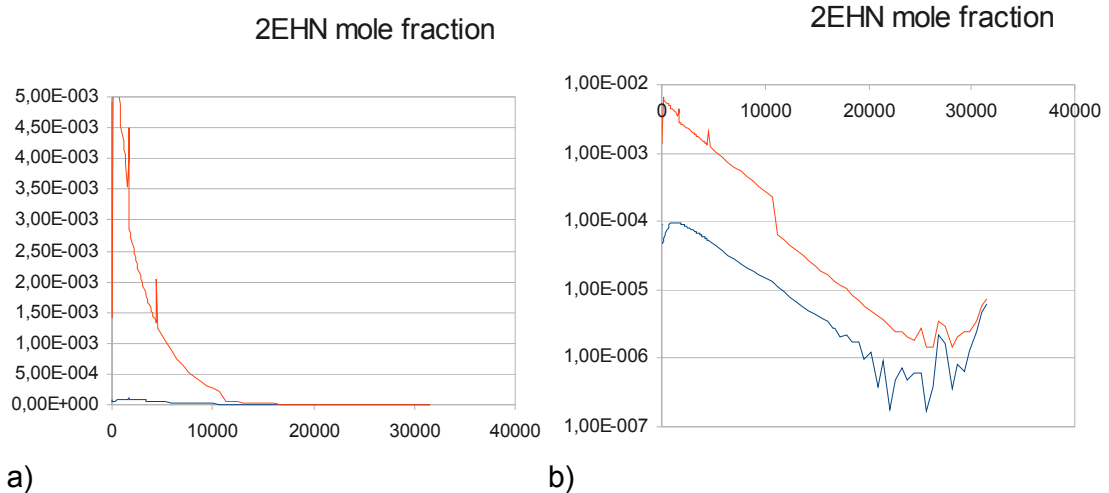 2EHN mole fraction
5,00E-003
4,50E-003
4,00E-003
3,50E-003
3,00E-003
2,50E-003
2,00E-003
1,50E-003
1,00E-003
5,00E-004
0,00E+000
0 10000 20000 30000 40000
a)
2EHN mole fraction
1,00E-002
0 10000 20000 30000 40000
1,00E-003
1,00E-004
1,00E-005
1,00E-006
1,00E-007
b)